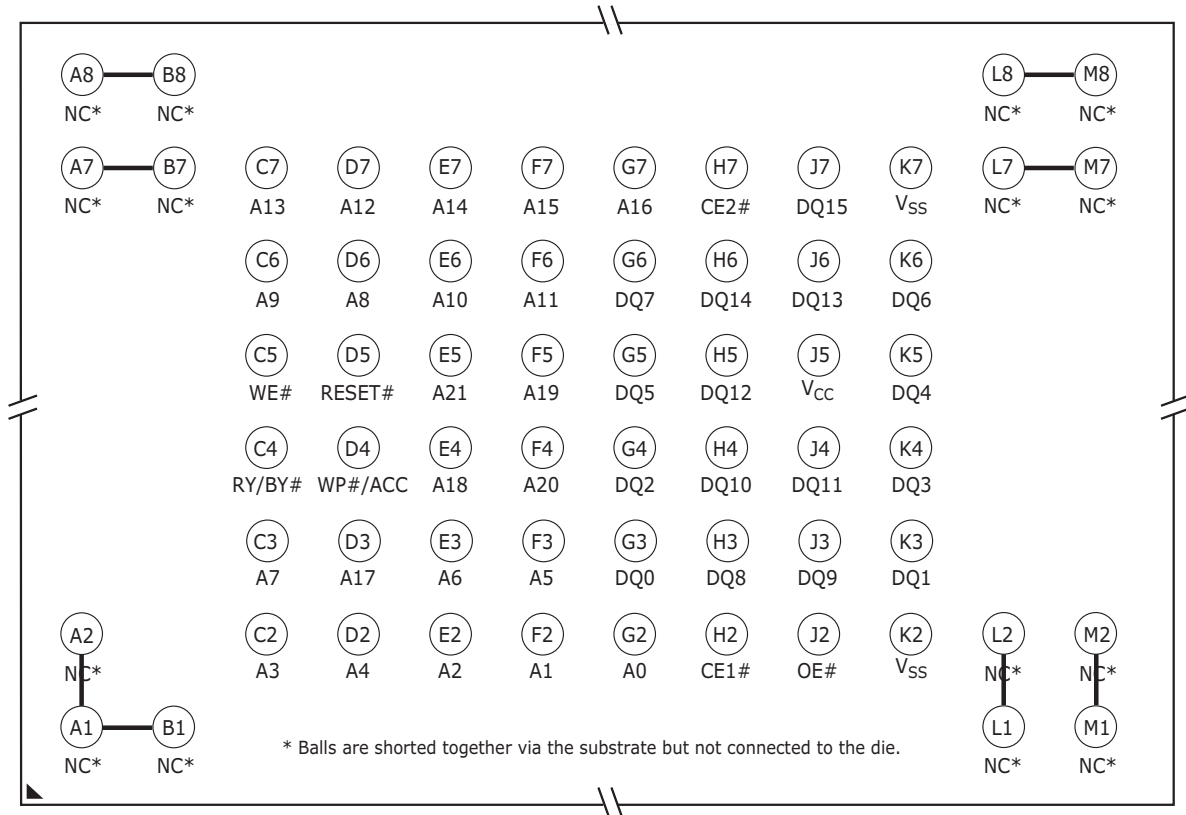 A8 B8 L8 M8
NC* NC* NC* NC*
A7 B7 C7 D7 E7 F7 G7 H7 J7 K7 L7 M7
NC* NC* A13 A12 A14 A15 A16 CE2# DQ15 VSS NC* NC*
C6 D6 E6 F6 G6 H6 J6 K6
A9 A8 A10 A11 DQ7 DQ14 DQ13 DQ6
C5 D5 E5 F5 G5 H5 J5 K5
WE# RESET# A21 A19 DQ5 DQ12 VCC DQ4
C4 D4 E4 F4 G4 H4 J4 K4
RY/BY# WP#/ACC A18 A20 DQ2 DQ10 DQ11 DQ3
C3 D3 E3 F3 G3 H3 J3 K3
A7 A17 A6 A5 DQ0 DQ8 DQ9 DQ1
A2 C2 D2 E2 F2 G2 H2 J2 K2 L2 M2
NC* A3 A4 A2 A1 A0 CE1# OE# VSS NC* NC*
A1 B1 L1 M1
NC* NC* NC* NC*
* Balls are shorted together via the substrate but not connected to the die.